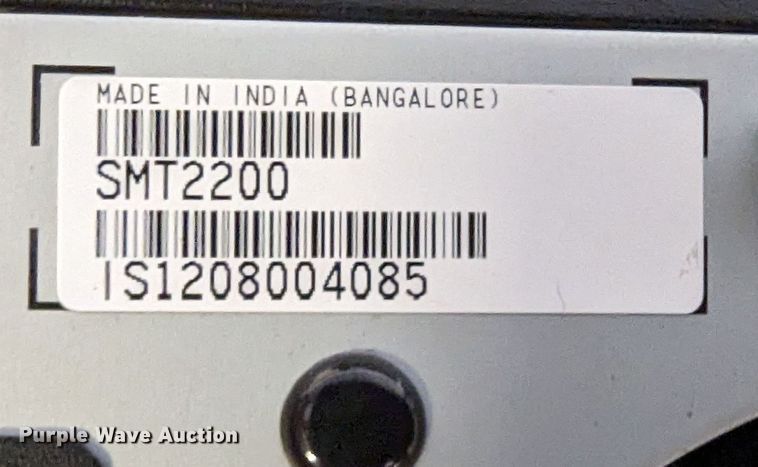 MADE IN INDIA (BANGALORE)
SMT2200
IS1208004085
Purple Wave Auction